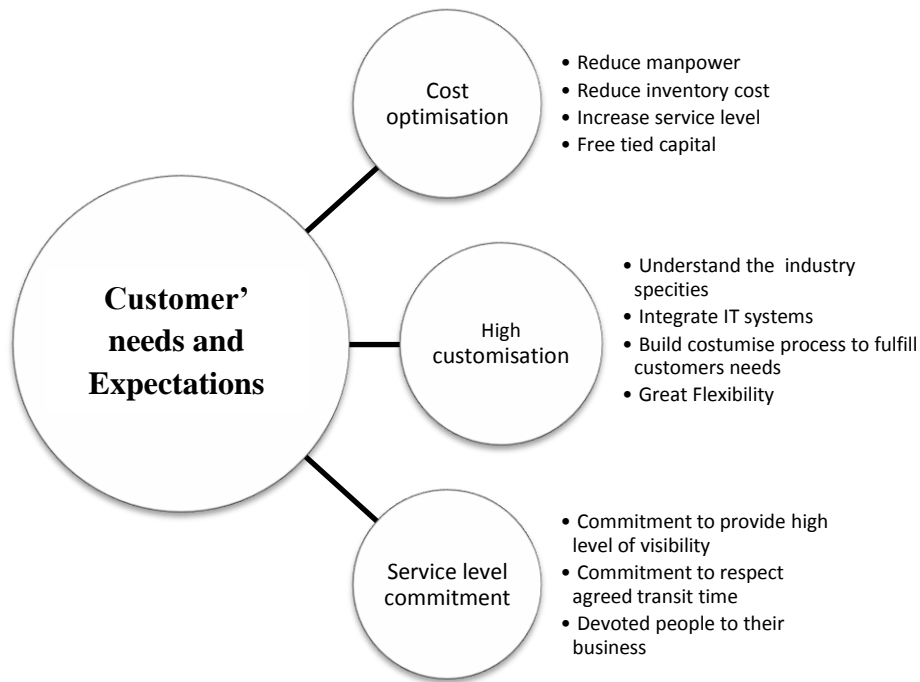 Customer’
needs and
Expectations
Cost
optimisation
• Reduce manpower
• Reduce inventory cost
• Increase service level
• Free tied capital
High
customisation
• Understand the industry
specities
• Integrate IT systems
• Build costumise process to fulfill
customers needs
• Great Flexibility
Service level
commitment
• Commitment to provide high
level of visibility
• Commitment to respect
agreed transit time
• Devoted people to their
business